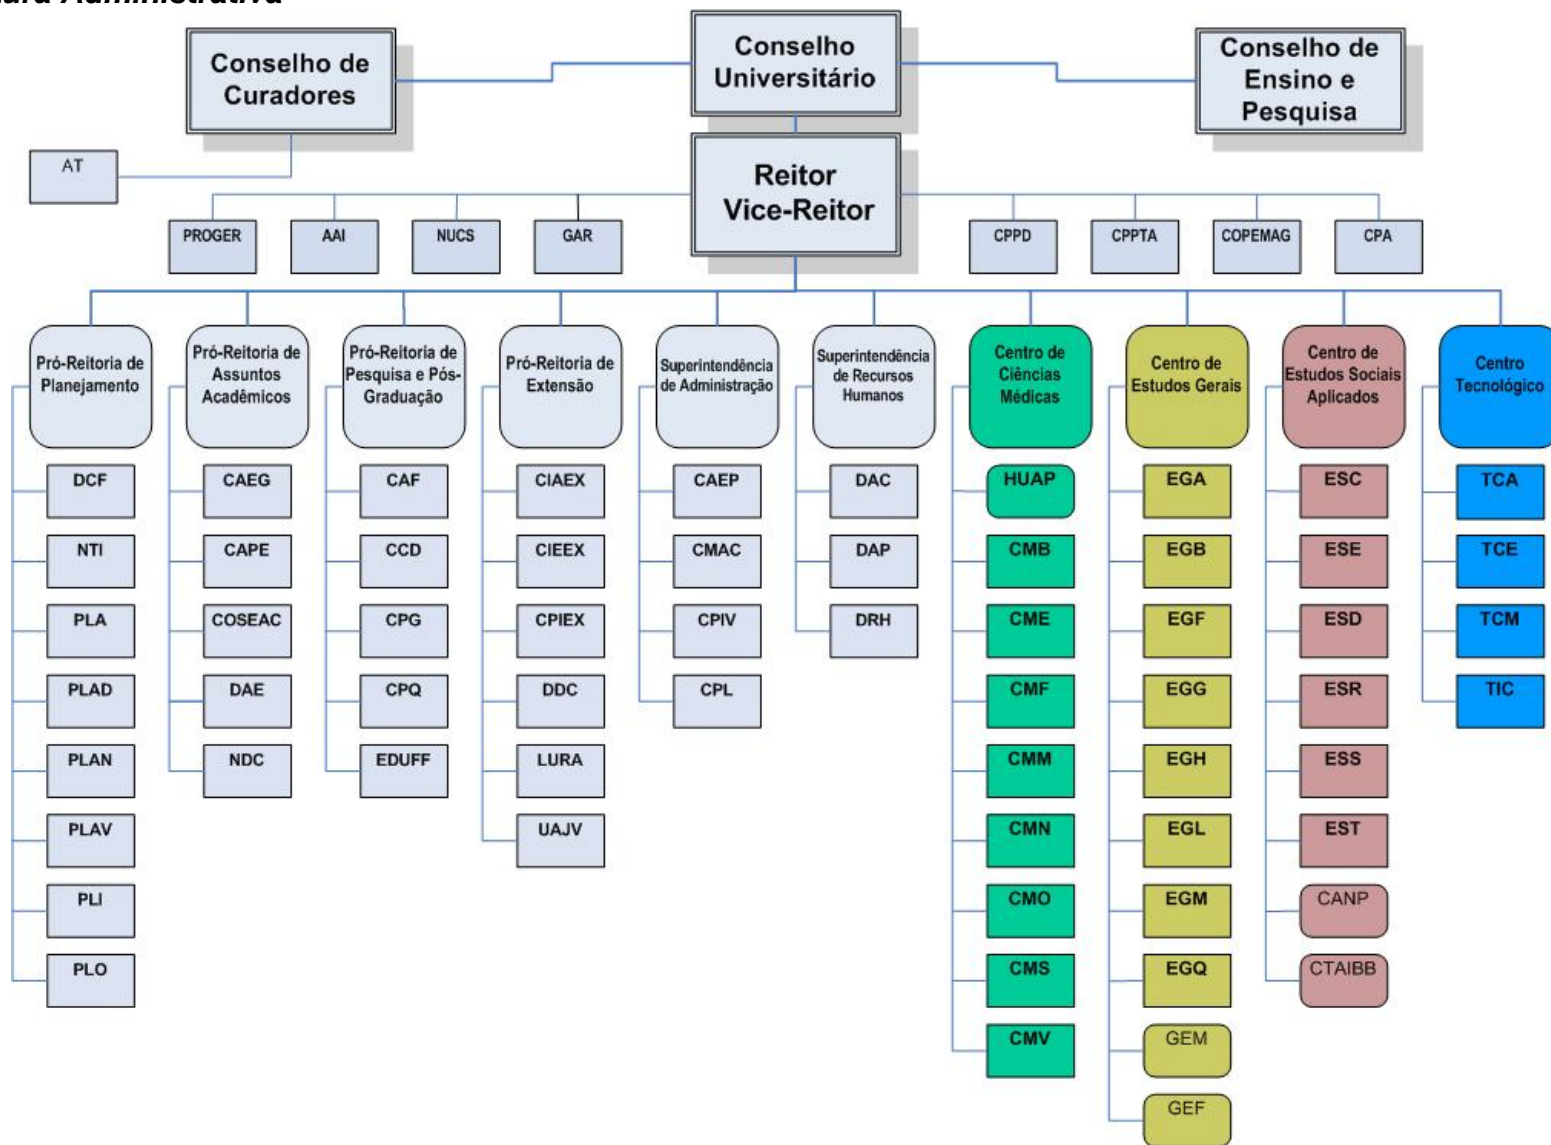 Administrativa
Conselho de
Curadores
Conselho
Universitário
Conselho de
Ensino e
Pesquisa
AT
Reitor
Vice-Reitor
PROGER
AAI
NUCS
GAR
CPPD
CPPTA
COPEMAG
CPA
Pró-Reitoria de
Planejamento
Pró-Reitoria de
Assuntos
Acadêmicos
Pró-Reitoria de
Pesquisa e Pós-
Graduação
Pró-Reitoria de
Extensão
Superintendência
de Administração
Superintendência
de Recursos
Humanos
Centro de
Ciências
Médicas
Centro de
Estudos Gerais
Centro de
Estudos Sociais
Aplicados
Centro
Tecnológico
DCF
CAEG
CAF
CIAEX
CAEP
DAC
HUAP
EGA
ESC
TCA
NTI
CAPE
CCD
CIEEX
CMAC
DAP
CMB
EGB
ESE
TCE
PLA
COSEAC
CPG
CPIEX
CPIV
DRH
CME
EGF
ESD
TCM
PLAD
DAE
CPQ
DDC
CPL
CMF
EGG
ESR
TIC
PLAN
NDC
EDUFF
LURA
CMM
EGH
ESS
PLAV
UAJV
CMN
EGL
EST
PLI
CMO
EGM
CANP
PLO
CMS
EGQ
CTAIBB
CMV
GEM
GEF